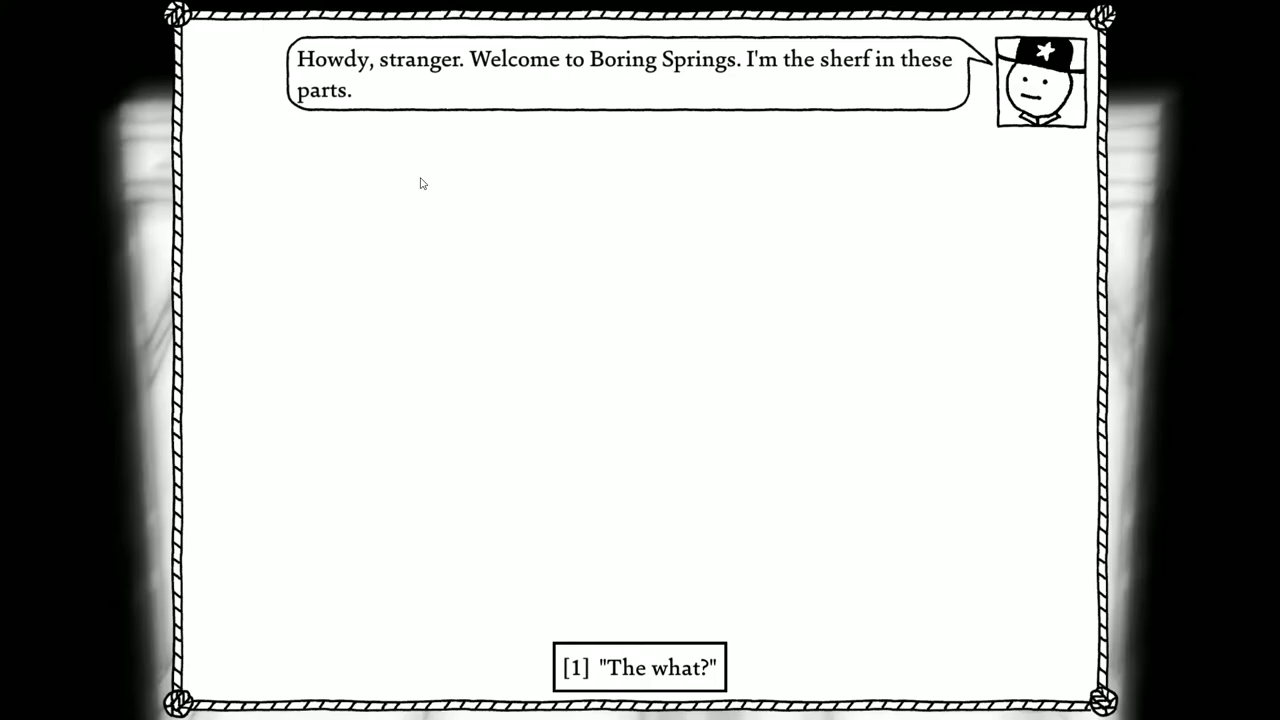 Howdy, stranger. Welcome to Boring Springs. I'm the sherf in these
parts.
[1] "The what?"